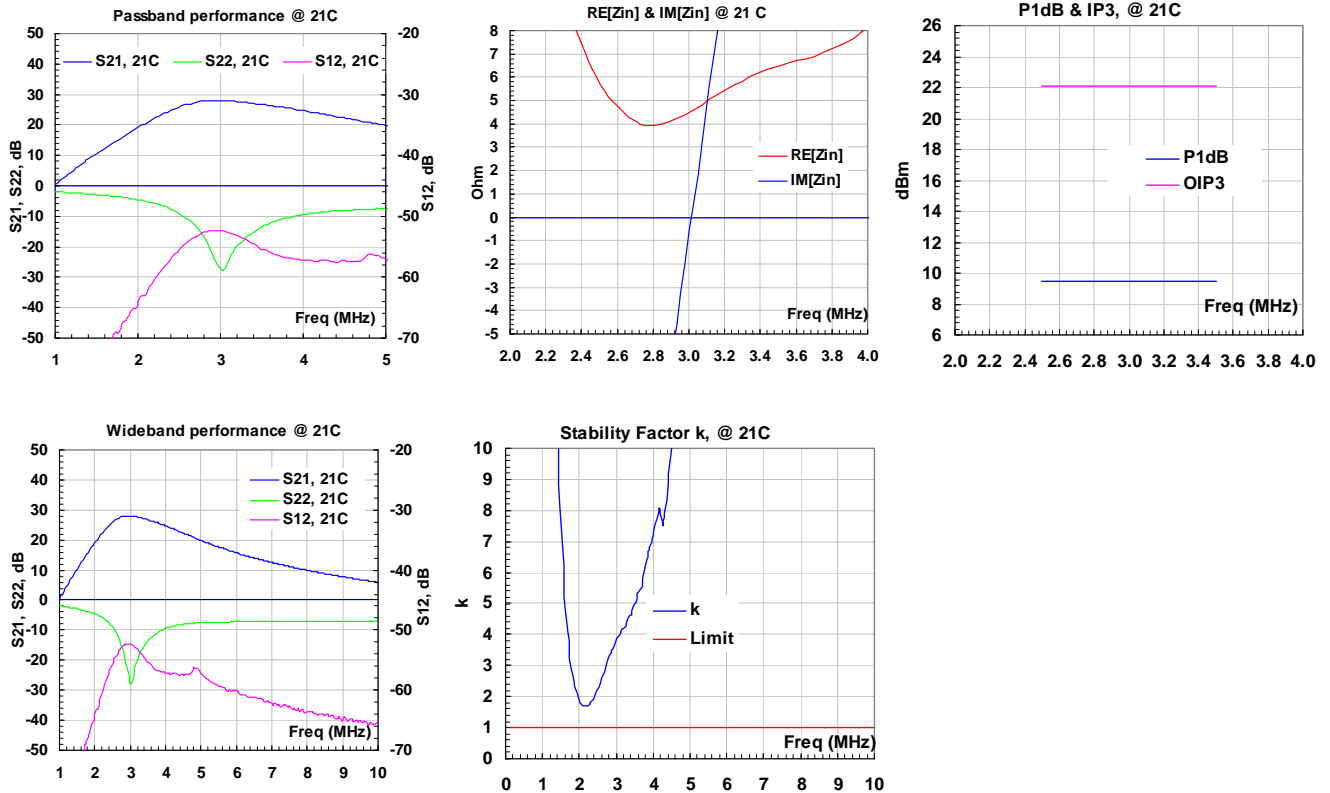 Passband performance @ 21C
S21, 21C S22, 21C S12, 21C
50
40
30
20
10
0
-10
-20
-30
-40
-50
-20
-30
-40
-50
-60
-70
S21, S22, dB
S12, dB
Freq (MHz)
1 2 3 4 5
RE[Zin] & IM[Zin] @ 21 C
8
7
6
5
4
3
2
1
0
-1
-2
-3
-4
-5
Ohm
RE[Zin]
IM[Zin]
Freq (MHz)
2.0 2.2 2.4 2.6 2.8 3.0 3.2 3.4 3.6 3.8 4.0
P1dB & IP3, @ 21C
26
24
22
20
18
16
14
12
10
8
6
dBm
P1dB
OIP3
Freq (MHz)
2.0 2.2 2.4 2.6 2.8 3.0 3.2 3.4 3.6 3.8 4.0
Wideband performance @ 21C
50
40
30
20
10
0
-10
-20
-30
-40
-50
-20
-30
-40
-50
-60
-70
S21, S22, dB
S12, dB
S21, 21C
S22, 21C
S12, 21C
Freq (MHz)
1 2 3 4 5 6 7 8 9 10
Stability Factor k, @ 21C
10
9
8
7
6
5
4
3
2
1
0
k
k
Limit
Freq (MHz)
0 1 2 3 4 5 6 7 8 9 10